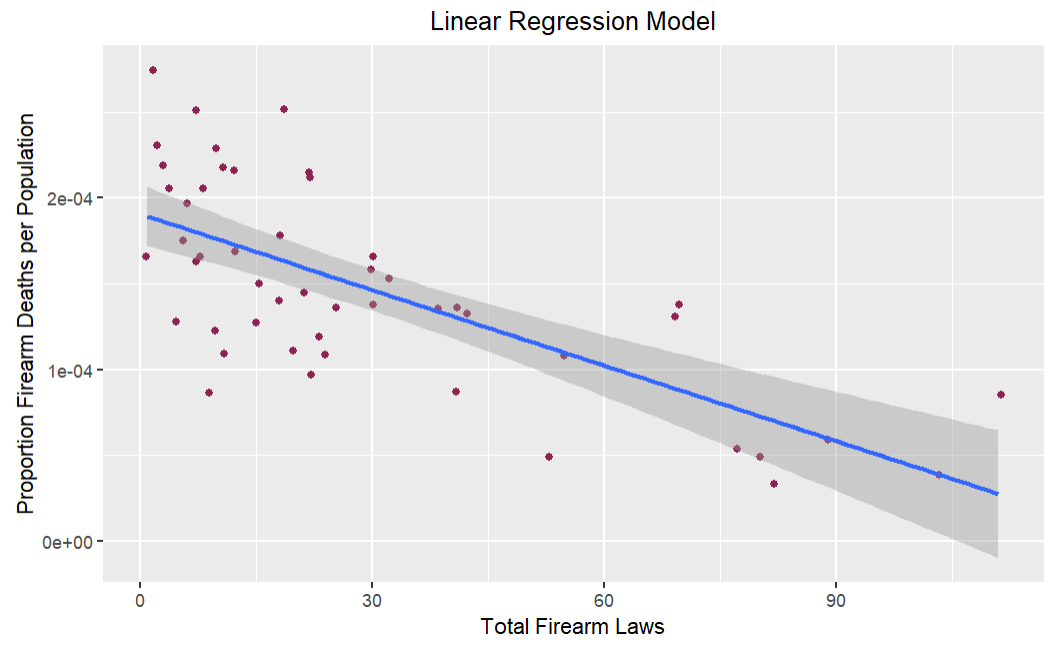 Linear Regression Model
Proportion Firearm Deaths per Population
2e-04
1e-04
0e+00
0
30
60
90
Total Firearm Laws